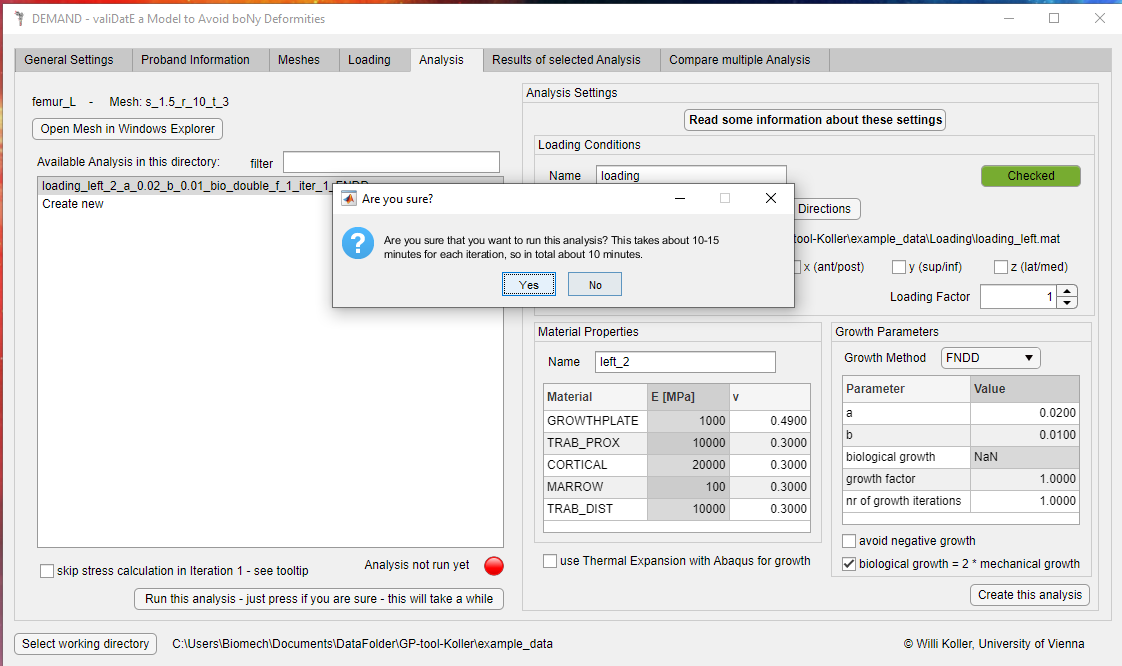 DEMAND - valiDatE a Model to Avoid boNy Deformities
General Settings Proband Information Meshes Loading Analysis Results of selected Analysis Compare multiple Analysis
femur_L - Mesh: s_1.5_r_10_t_3
Open Mesh in Windows Explorer
Available Analysis in this directory: filter
loading_left_2_a_0.02_b_0.01_bio_double_f_1_iter_1_FNDD
Create new
skip stress calculation in Iteration 1 - see tooltip
Analysis not run yet
Run this analysis - just press if you are sure - this will take a while
Analysis Settings
Read some information about these settings
Loading Conditions
Name loading
Checked
Directions
tool-Koller\example_data\Loading\loading_left.mat
x (ant/post) y (sup/inf) z (lat/med)
Loading Factor 1
Are you sure?
Are you sure that you want to run this analysis? This takes about 10-15
minutes for each iteration, so in total about 10 minutes.
Yes No
Material Properties
Name left_2
Material E [MPa] v
GROWTHPLATE 1000 0.4900
TRAB_PROX 10000 0.3000
CORTICAL 20000 0.3000
MARROW 100 0.3000
TRAB_DIST 10000 0.3000
use Thermal Expansion with Abaqus for growth
Growth Parameters
Growth Method FNDD
Parameter Value
a 0.0200
b 0.0100
biological growth NaN
growth factor 1.0000
nr of growth iterations 1.0000
avoid negative growth
biological growth = 2 * mechanical growth
Create this analysis
Select working directory C:\Users\Biomech\Documents\DataFolder\GP-tool-Koller\example_data
© Willi Koller, University of Vienna